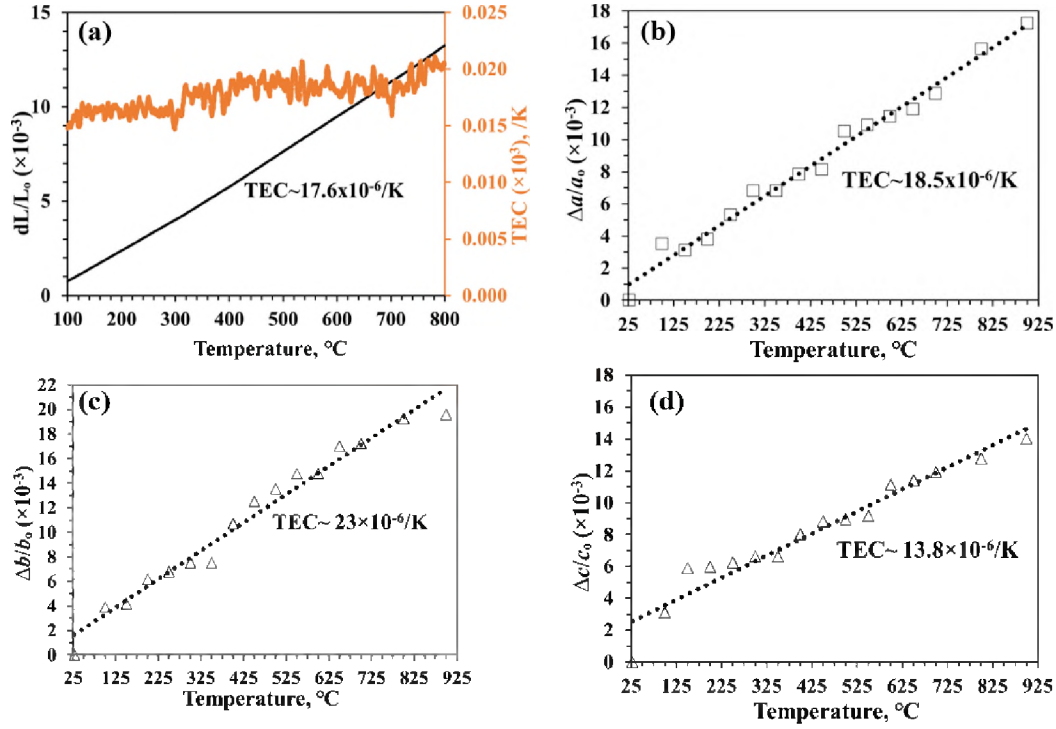 (a)
15
10
5
0
dL/Lo (×10-3)
TEC~17.6x10-6/K
0.025
0.020
0.015
0.010
0.005
0.000
TEC (×103), /K
100 200 300 400 500 600 700 800
Temperature, °C
(b)
18
16
14
12
10
8
6
4
2
0
Δa/ao (×10-3)
TEC~18.5x10-6/K
25 125 225 325 425 525 625 725 825 925
Temperature, °C
(c)
22
20
18
16
14
12
10
8
6
4
2
0
Δb/bo (×10-3)
TEC~ 23×10-6/K
25 125 225 325 425 525 625 725 825 925
Temperature, °C
(d)
18
16
14
12
10
8
6
4
2
0
Δc/co (×10-3)
TEC~ 13.8×10-6/K
25 125 225 325 425 525 625 725 825 925
Temperature, °C